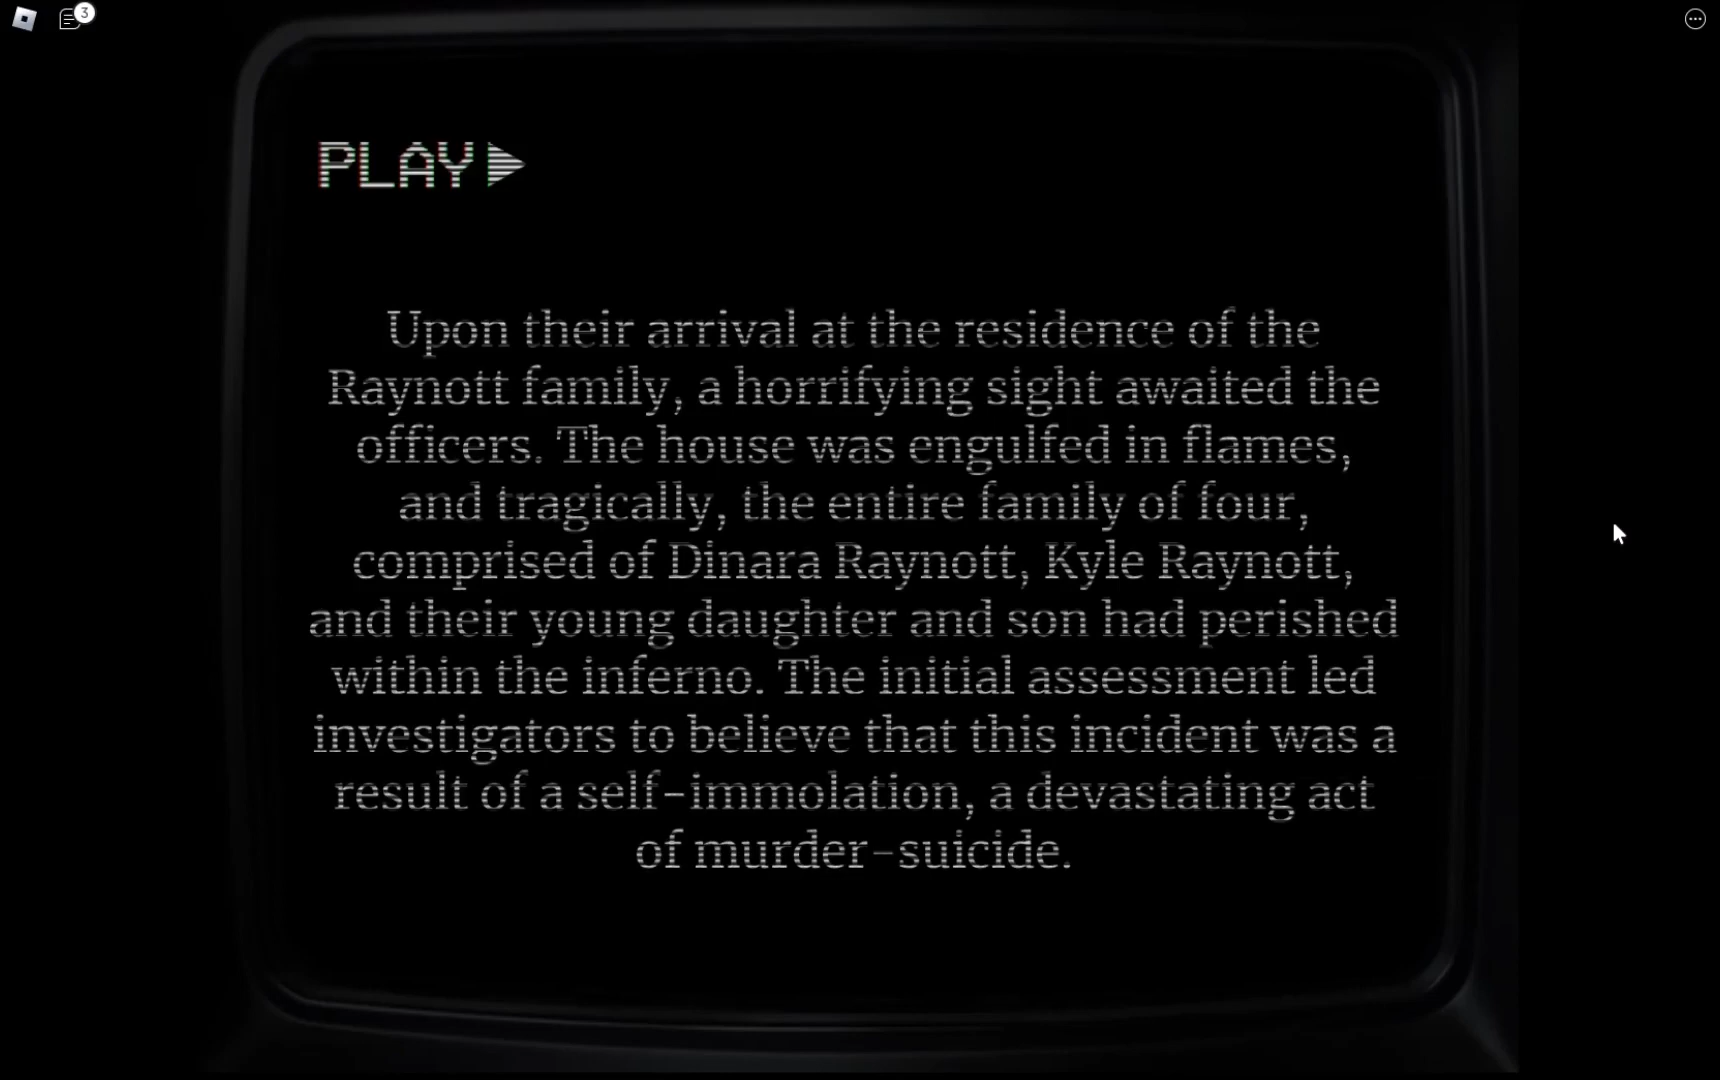 3
PLAY
Upon their arrival at the residence of the
Raynott family, a horrifying sight awaited the
officers. The house was engulfed in flames,
and tragically, the entire family of four,
comprised of Dinara Raynott, Kyle Raynott,
and their young daughter and son had perished
within the inferno. The initial assessment led
investigators to believe that this incident was a
result of a self-immolation, a devastating act
of murder-suicide.